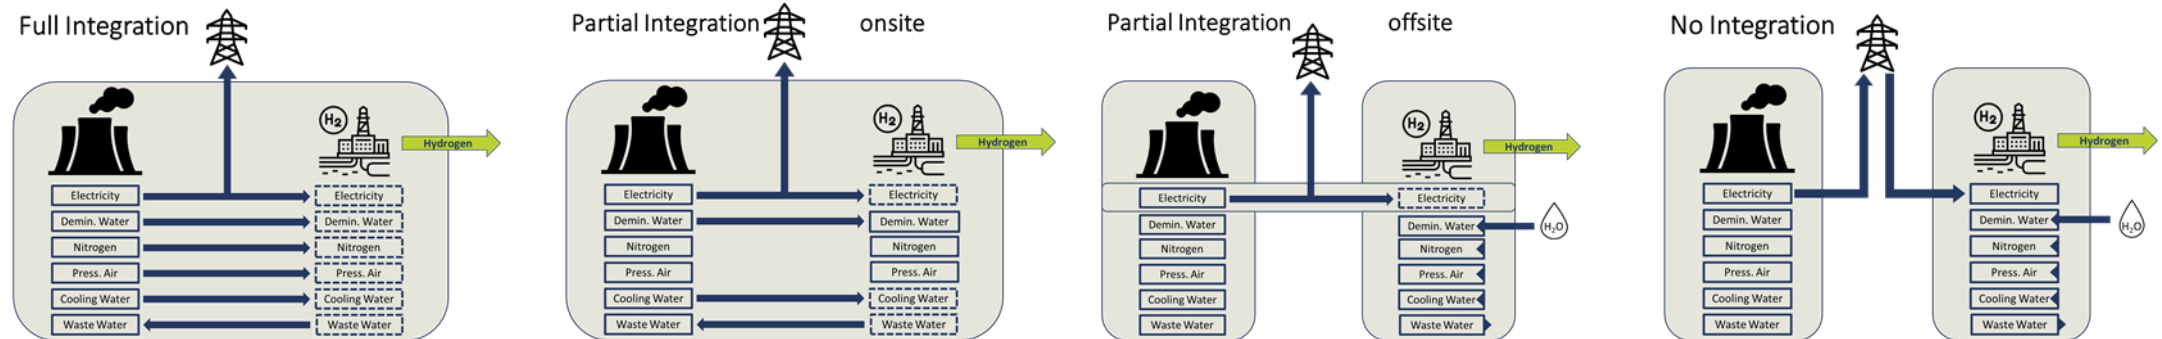 Full Integration
H2
Hydrogen
Electricity
Electricity
Demin. Water
Demin. Water
Nitrogen
Nitrogen
Press. Air
Press. Air
Cooling Water
Cooling Water
Waste Water
Waste Water
Partial Integration onsite
H2
Hydrogen
Electricity
Electricity
Demin. Water
Demin. Water
Nitrogen
Nitrogen
Press. Air
Press. Air
Cooling Water
Cooling Water
Waste Water
Waste Water
Partial Integration offsite
H2
Hydrogen
Electricity
Electricity
Demin. Water
Demin. Water
H2O
Nitrogen
Nitrogen
Press. Air
Press. Air
Cooling Water
Cooling Water
Waste Water
Waste Water
No Integration
H2
Hydrogen
Electricity
Electricity
Demin. Water
Demin. Water
H2O
Nitrogen
Nitrogen
Press. Air
Press. Air
Cooling Water
Cooling Water
Waste Water
Waste Water